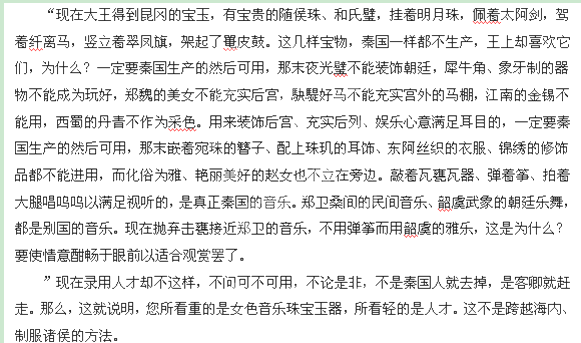 “现在大王得到昆冈的宝玉，有宝贵的随侯珠、和氏璧，挂着明月珠，佩着太阿剑，驾
着纤离马，竖立着翠凤旗，架起了鼍皮鼓。这几样宝物，秦国一样都不生产，王上却喜欢它
们，为什么？一定要秦国生产的然后可用，那末夜光璧不能装饰朝廷，犀牛角、象牙制的器
物不能成为玩好，郑魏的美女不能充实后宫，駃騠好马不能充实宫外的马棚，江南的金锡不
能用，西蜀的丹青不作为采色。用来装饰后宫、充实后列、娱乐心意满足耳目的，一定要秦
国生产的然后可用，那末嵌着宛珠的簪子、配上珠玑的耳饰、东阿丝织的衣服、锦绣的修饰
品都不能进用，而化俗为雅、艳丽美好的赵女也不立在旁边。敲着瓦甕瓦器、弹着筝、拍着
大腿唱呜呜以满足视听的，是真正秦国的音乐。郑卫桑间的民间音乐、韶虞武象的朝廷乐舞，
都是别国的音乐。现在抛弃击甕接近郑卫的音乐，不用弹筝而用韶虞的雅乐，这是为什么？
要使情意酣畅于眼前以适合观赏罢了。
”现在录用人才却不这样，不问可不可用，不论是非，不是秦国人就去掉，是客卿就赶
走。那么，这就说明，您所看重的是女色音乐珠宝玉器，所看轻的是人才。这不是跨越海内、
制服诸侯的方法。